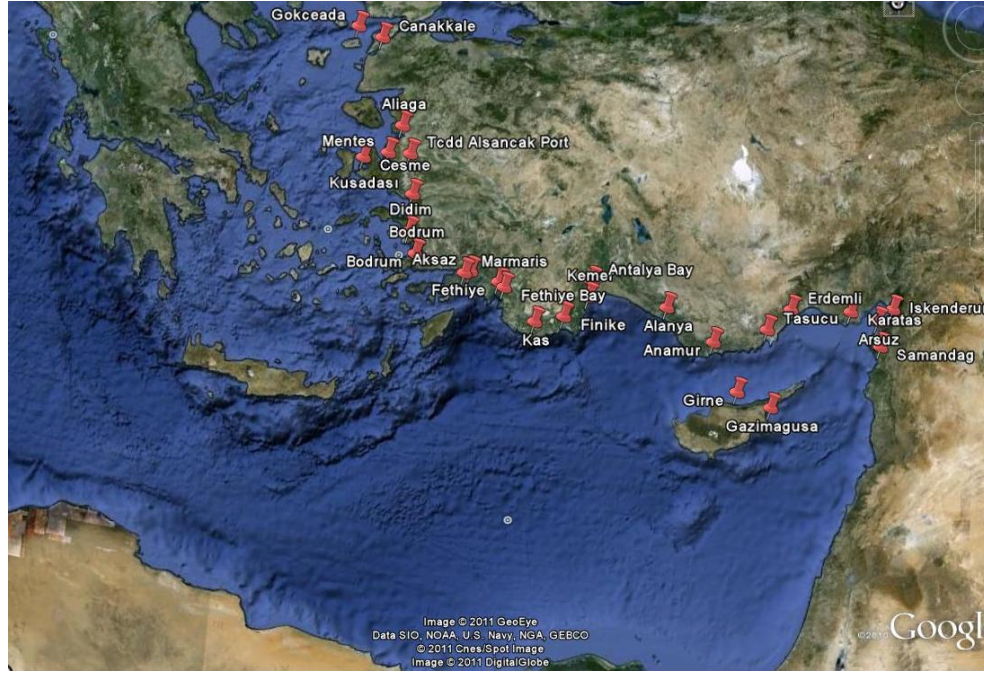 Gokceada
Canakkale
Aliaga
Mentes
Tcdd Alsancak Port
Cesme
Kusadası
Didim
Bodrum
Bodrum
Aksaz
Marmaris
Kemer
Antalya Bay
Fethiye
Fethiye Bay
Erdemli
Iskenderun
Finike
Alanya
Tasucu
Karatas
Kas
Anamur
Arsuz
Samandag
Girne
Gazimagusa
Image © 2011 GeoEye
Data SIO, NOAA, U.S. Navy, NGA, GEBCO
© 2011 Cnes/Spot Image
Image © 2011 DigitalGlobe
©2010 Googl